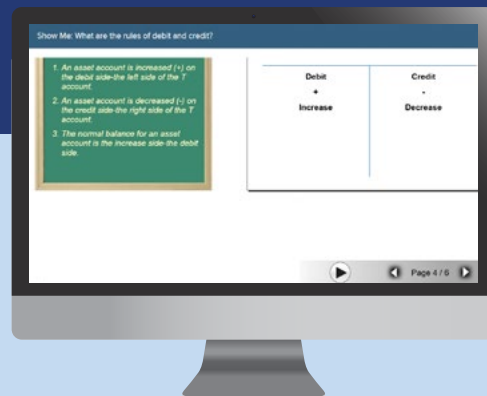 Show Me: What are the rules of debit and credit?
1. An asset account is increased (+) on
the debit side-the left side of the T
account.
2. An asset account is decreased (-) on
the credit side-the right side of the T
account.
3. The normal balance for an asset
account is the increase side-the debit
side.
Debit Credit
+ -
Increase Decrease
Page 4 / 6